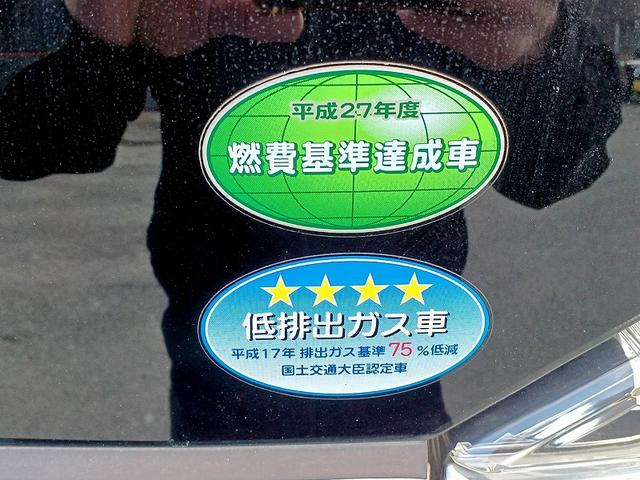 平成27年度
燃費基準達成車
低排出ガス車
平成17年 排出ガス基準 75 %低減
国土交通大臣認定車